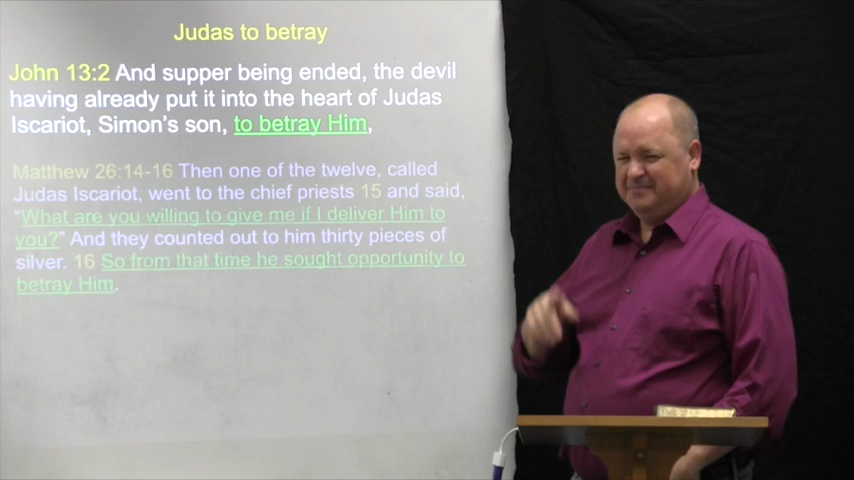 Judas to betray
John 13:2 And supper being ended, the devil
having already put it into the heart of Judas
Iscariot, Simon's son, to betray Him,
Matthew 26:14-16 Then one of the twelve, called
Judas Iscariot, went to the chief priests 15 and said,
“What are you willing to give me if I deliver Him to
you?” And they counted out to him thirty pieces of
silver. 16 So from that time he sought opportunity to
betray Him.